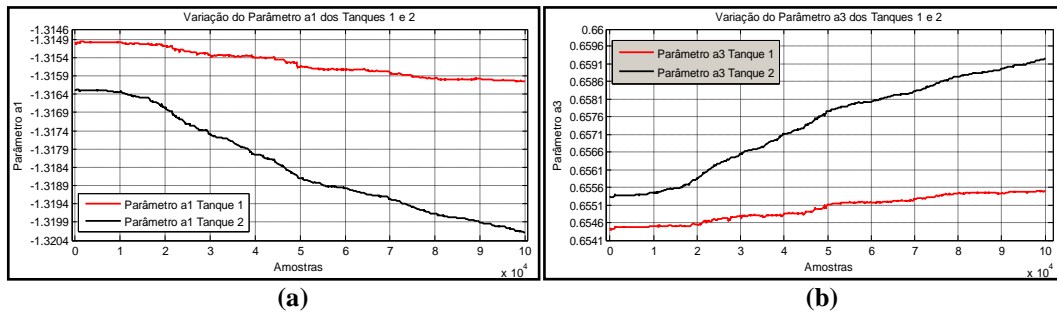 Variação do Parâmetro a1 dos Tanques 1 e 2
-1.3146
-1.3149
-1.3154
-1.3159
-1.3164
-1.3169
-1.3174
-1.3179
-1.3184
-1.3189
-1.3194
-1.3199
-1.3204
Parâmetro a1
Parâmetro a1 Tanque 1
Parâmetro a1 Tanque 2
0 1 2 3 4 5 6 7 8 9 10
Amostras
x 10^4
(a)
Variação do Parâmetro a3 dos Tanques 1 e 2
0.66
0.6596
0.6591
0.6586
0.6581
0.6576
0.6571
0.6566
0.6561
0.6556
0.6551
0.6546
0.6541
Parâmetro a3
Parâmetro a3 Tanque 1
Parâmetro a3 Tanque 2
0 1 2 3 4 5 6 7 8 9 10
Amostras
x 10^4
(b)